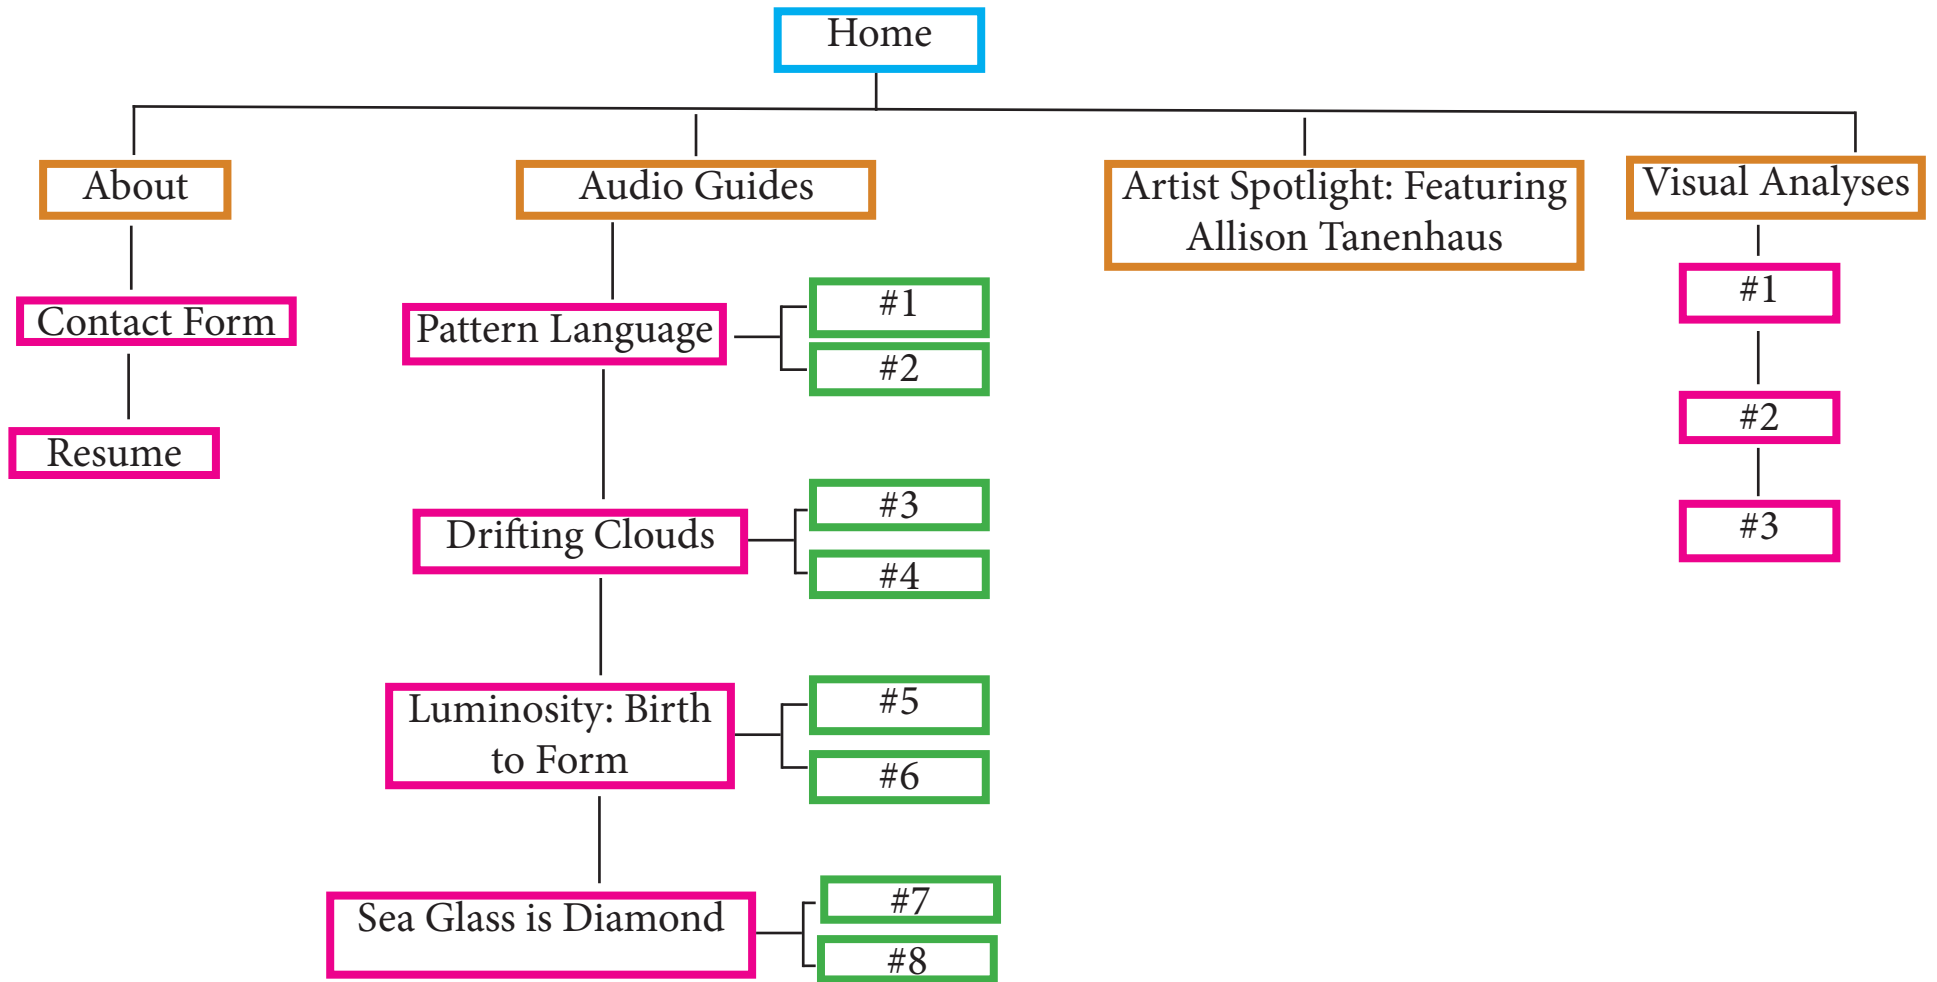 Home
About
Audio Guides
Artist Spotlight: Featuring
Allison Tanenhaus
Visual Analyses
Contact Form
Resume
Pattern Language
#1
#2
Drifting Clouds
#3
#4
Luminosity: Birth
to Form
#5
#6
Sea Glass is Diamond
#7
#8
#1
#2
#3